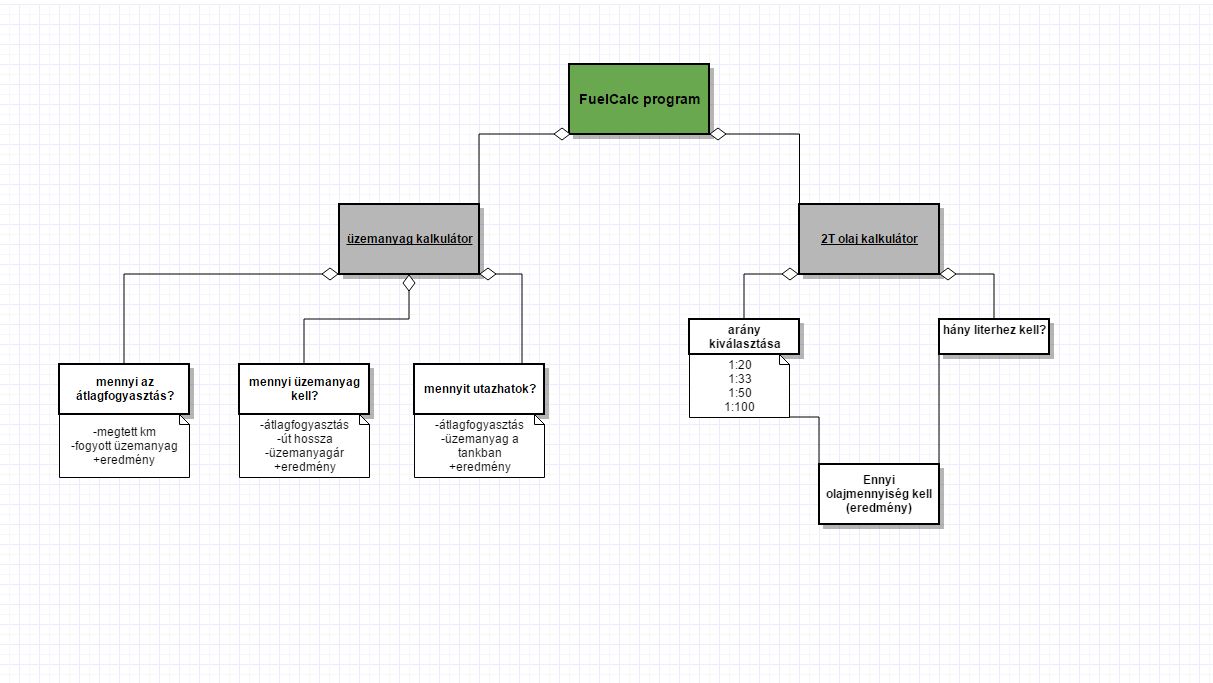 FuelCalc program
üzemanyag kalkulátor
2T olaj kalkulátor
mennyi az
átlagfogyasztás?
-megtett km
-fogyott üzemanyag
+eredmény
mennyi üzemanyag
kell?
-átlagfogyasztás
-út hossza
-üzemanyagár
+eredmény
mennyit utazhatok?
-átlagfogyasztás
-üzemanyag a
tankban
+eredmény
arány
kiválasztása
1:20
1:33
1:50
1:100
hány literhez kell?
Ennyi
olajmennyiség kell
(eredmény)